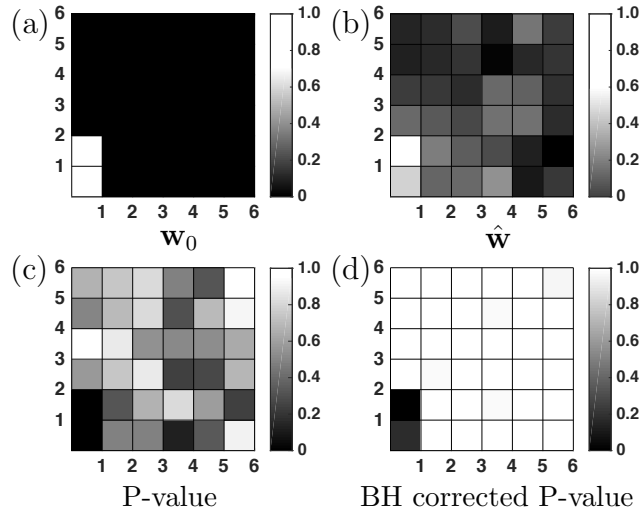 (a) 6 5 4 3 2 1 1 2 3 4 5 6 1.0 0.8 0.6 0.4 0.2 0
w₀
(b) 6 5 4 3 2 1 1 2 3 4 5 6 1.0 0.8 0.6 0.4 0.2 0
ŵ
(c) 6 5 4 3 2 1 1 2 3 4 5 6 1.0 0.8 0.6 0.4 0.2 0
P-value
(d) 6 5 4 3 2 1 1 2 3 4 5 6 1.0 0.8 0.6 0.4 0.2 0
BH corrected P-value